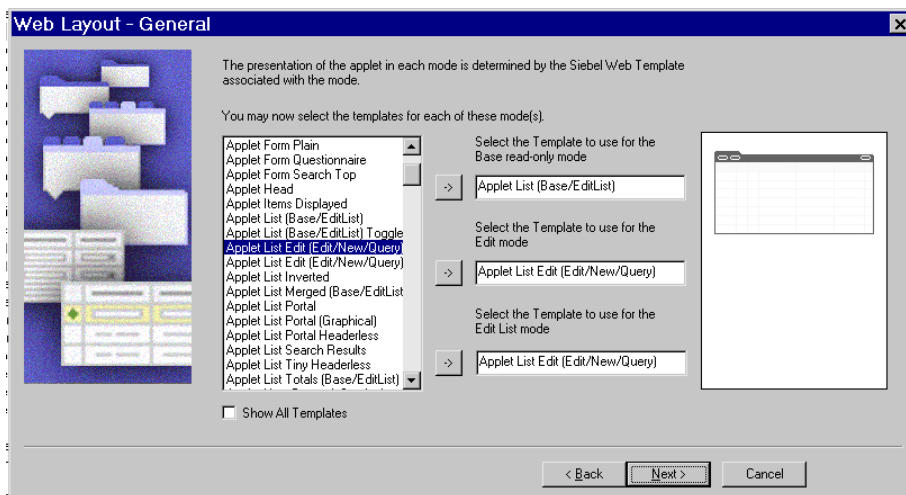 Web Layout - General
The presentation of the applet in each mode is determined by the Siebel Web Template
associated with the mode.
You may now select the templates for each of these mode(s).
Applet Form Plain
Applet Form Questionnaire
Applet Form Search Top
Applet Head
Applet Items Displayed
Applet List (Base/EditList)
Applet List (Base/EditList) Toggle
Applet List Edit (Edit/New/Query)
Applet List Edit (Edit/New/Query)
Applet List Inverted
Applet List Merged (Base/EditList
Applet List Portal
Applet List Portal (Graphical)
Applet List Portal Headerless
Applet List Search Results
Applet List Tiny Headerless
Applet List Totals (Base/EditList)
Show All Templates
Select the Template to use for the
Base read-only mode
->
Applet List (Base/EditList)
Select the Template to use for the
Edit mode
->
Applet List Edit (Edit/New/Query)
Select the Template to use for the
Edit List mode
->
Applet List Edit (Edit/New/Query)
< Back
Next >
Cancel